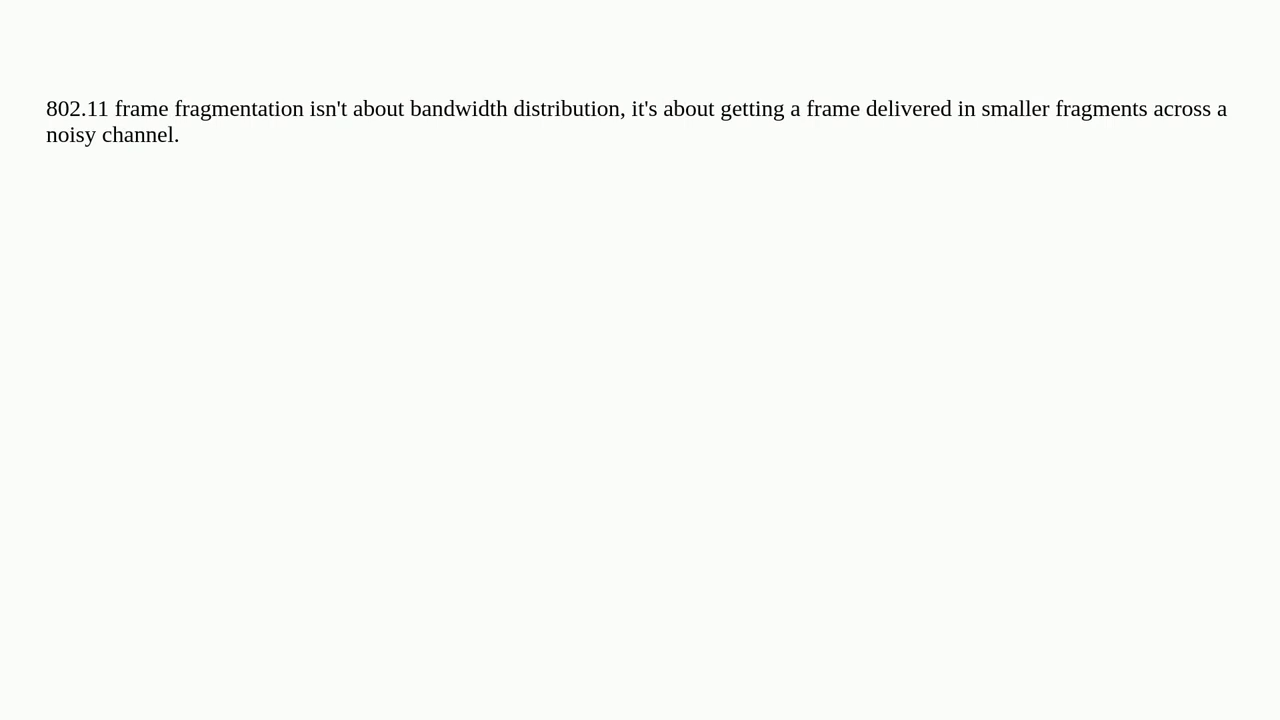 802.11 frame fragmentation isn't about bandwidth distribution, it's about getting a frame delivered in smaller fragments across a
noisy channel.